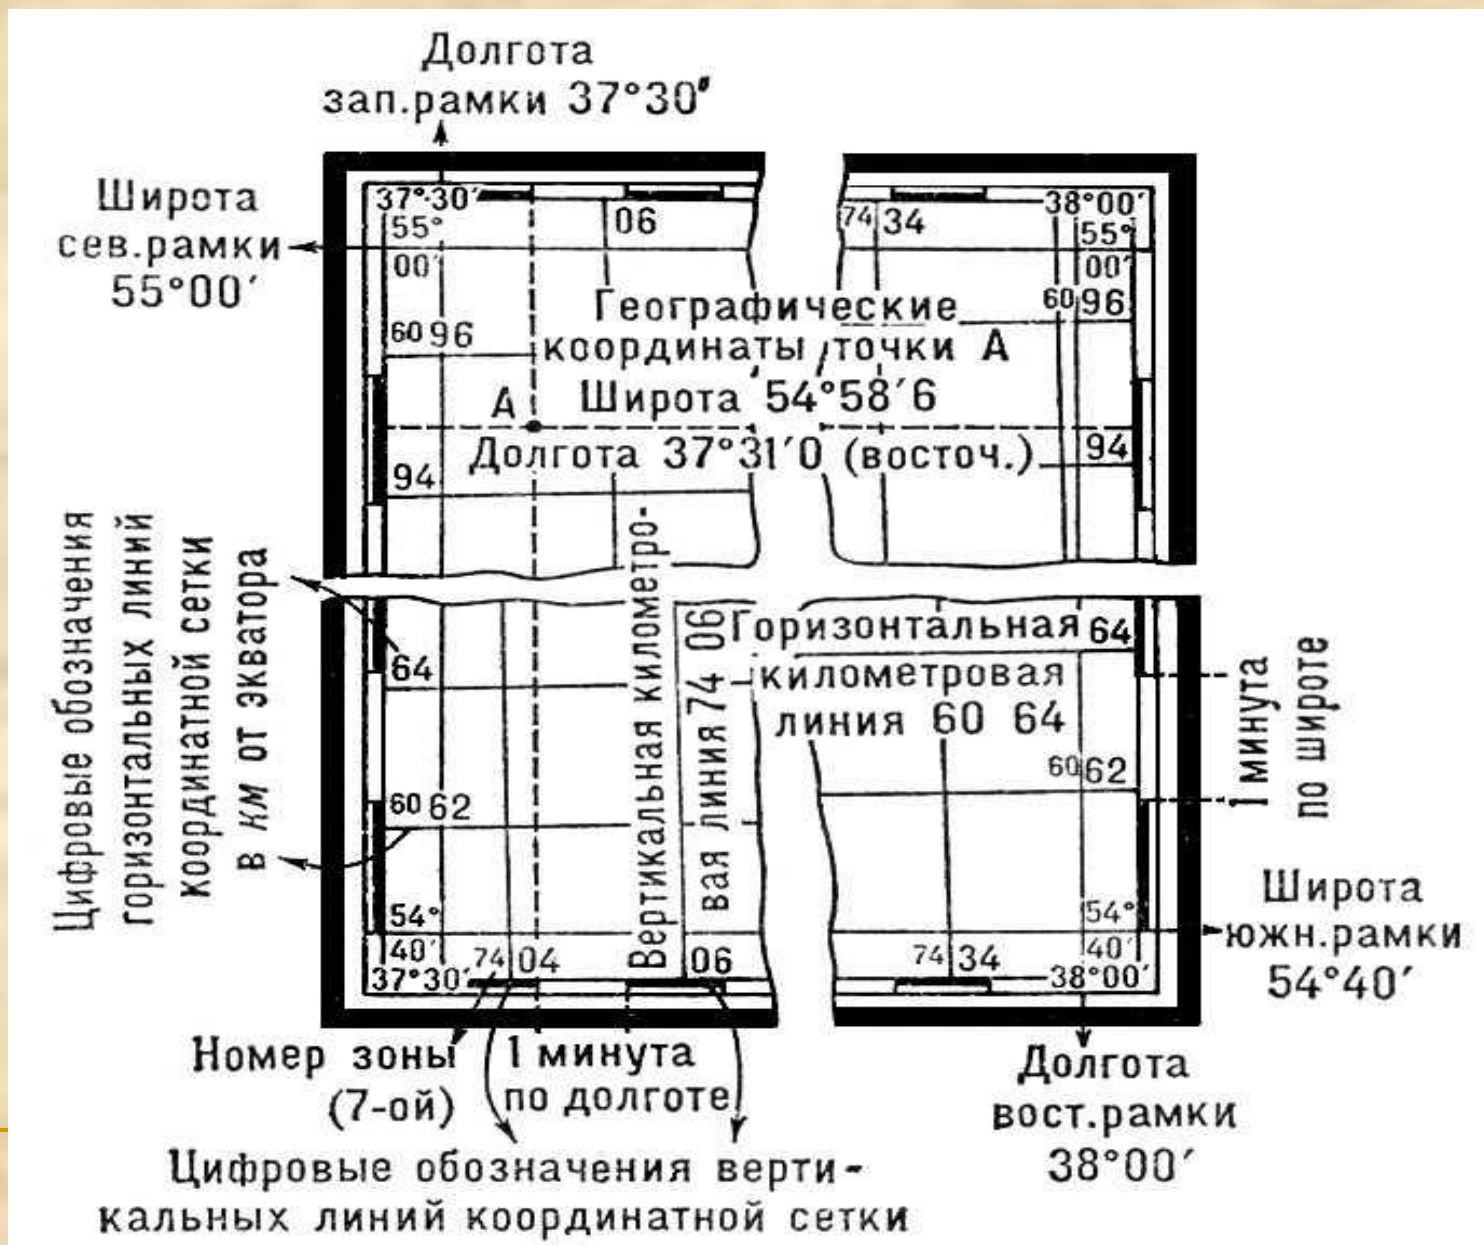 Долгота
зап.рамки 37°30′
Широта
сев.рамки
55°00′
37°30′
55°
00′
06
74 34
38°00′
55°
00′
60 96
60 96
Географические
координаты точки А
Широта 54°58′6
А
Долгота 37°31′0 (восточ.)
94
94
Цифровые обозначения
горизонтальных линий
координатной сетки
в км от экватора
Вертикальная километро-
вая линия 74 06
64
Горизонтальная
километровая
линия 60 64
64
60 62
60 62
1 минута
по широте
54°
40′
37°30′
74 04
06
74 34
54°
40′
38°00′
Широта
южн.рамки
54°40′
Номер зоны
(7-ой)
1 минута
по долготе
Долгота
вост.рамки
38°00′
Цифровые обозначения верти-
кальных линий координатной сетки